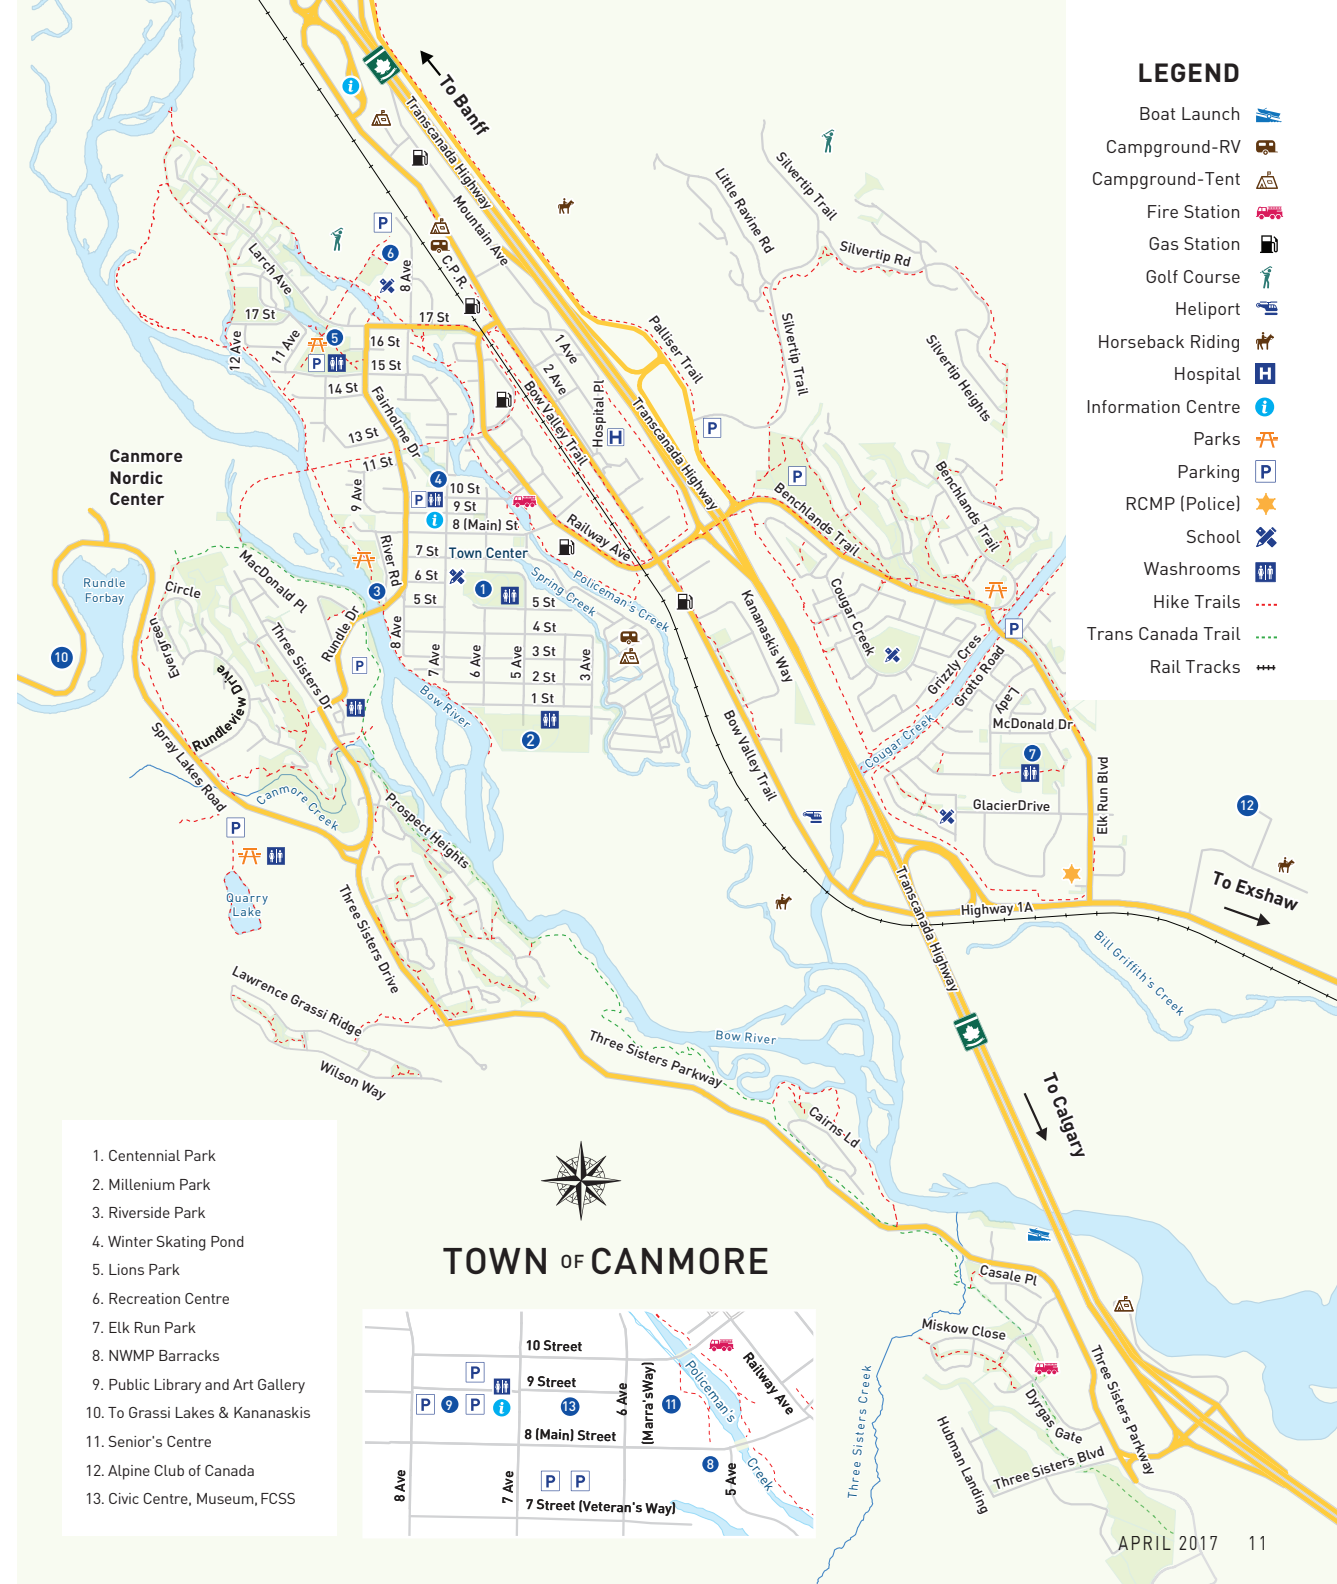 LEGEND
Boat Launch
Campground-RV
Campground-Tent
Fire Station
Gas Station
Golf Course
Heliport
Horseback Riding
Hospital
H
Information Centre
i
Parks
Parking
P
RCMP (Police)
School
Washrooms
Hike Trails
Trans Canada Trail
Rail Tracks
To Banff
i
Transcanada Highway
Mountain Ave
C.P.R.
P
6
8 Ave
Larch Ave
17 St
17 St
12 Ave
11 Ave
5
P
16 St
15 St
14 St
Fairholme Dr
13 St
11 St
9 Ave
Little Ravine Rd
Silvertip Trail
Silvertip Rd
Silvertip Trail
Silvertip Heights
Palliser Trail
1 Ave
2 Ave
Bow Valley Trail
Hospital Pl
H
Transcanada Highway
P
P
Benchlands Trail
Benchlands Trail
Canmore
Nordic
Center
4
P
i
10 St
9 St
8 (Main) St
Railway Ave
7 St
Town Center
6 St
1
5 St
5 St
River Rd
3
8 Ave
Spring Creek
Policeman's Creek
4 St
3 St
2 St
1 St
7 Ave
6 Ave
5 Ave
3 Ave
2
Bow River
Rundle
Forbay
10
Circle
Evergreen
MacDonald Pl
Three Sisters Dr
Rundle Dr
P
Rundleview Drive
Spray Lakes Road
Canmore Creek
P
Quarry
Lake
Prospect Heights
Three Sisters Drive
Lawrence Grassi Ridge
Wilson Way
Kananaskis Way
Bow Valley Trail
Cougar Creek
Cougar Creek
Grizzly Cres
Grotto Road
P
Lady
McDonald Dr
7
GlacierDrive
Elk Run Blvd
12
To Exshaw
Highway 1A
Transcanada Highway
Bill Griffith's Creek
Bow River
Three Sisters Parkway
Cairns Ld
To Calgary
Casale Pl
Miskow Close
Dyrgas Gate
Hubman Landing
Three Sisters Blvd
Three Sisters Parkway
Three Sisters Creek
1. Centennial Park
2. Millenium Park
3. Riverside Park
4. Winter Skating Pond
5. Lions Park
6. Recreation Centre
7. Elk Run Park
8. NWMP Barracks
9. Public Library and Art Gallery
10. To Grassi Lakes & Kananaskis
11. Senior's Centre
12. Alpine Club of Canada
13. Civic Centre, Museum, FCSS
TOWN OF CANMORE
10 Street
P
9 Street
P
9
P
i
13
6 Ave
(Marra'sWay)
11
Policeman's
Creek
Railway Ave
8 (Main) Street
8
8 Ave
7 Ave
P
P
5 Ave
7 Street (Veteran's Way)
APRIL 2017 11